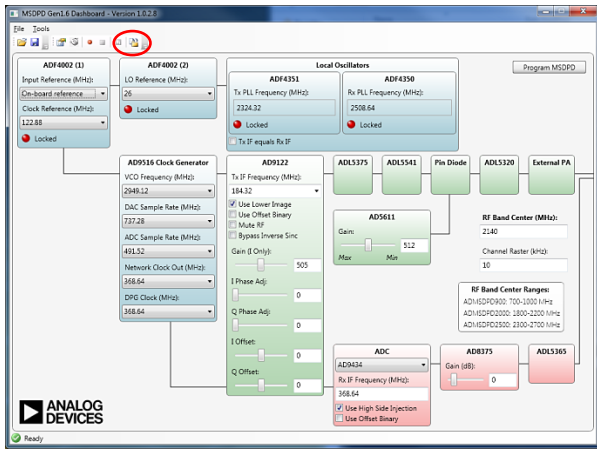 MSDPD Gen1.6 Dashboard - Version 1.0.2.8
File Tools
Program MSDPD
ADF4002 (1)
Input Reference (MHz):
On-board reference
Clock Reference (MHz):
122.88
Locked
ADF4002 (2)
LO Reference (MHz):
26
Locked
Local Oscillators
ADF4351
Tx PLL Frequency (MHz):
2324.32
Locked
ADF4350
Rx PLL Frequency (MHz):
2508.64
Locked
Tx IF equals Rx IF
AD9516 Clock Generator
VCO Frequency (MHz):
2949.12
DAC Sample Rate (MHz):
737.28
ADC Sample Rate (MHz):
491.52
Network Clock Out (MHz):
368.64
DPG Clock (MHz):
368.64
AD9122
Tx IF Frequency (MHz):
184.32
Use Lower Image
Use Offset Binary
Mute RF
Bypass Inverse Sinc
Gain (I Only):
505
I Phase Adj:
0
Q Phase Adj:
0
I Offset:
0
Q Offset:
0
ADL5375
ADL5541
Pin Diode
ADL5320
External PA
AD5611
Gain:
512
Max Min
RF Band Center (MHz):
2140
Channel Raster (kHz):
10
RF Band Center Ranges:
ADMSDPD900: 700-1000 MHz
ADMSDPD2000: 1800-2200 MHz
ADMSDPD2500: 2300-2700 MHz
ADC
AD9434
Rx IF Frequency (MHz):
368.64
Use High Side Injection
Use Offset Binary
AD8375
Gain (dB):
0
ADL5365
ANALOG
DEVICES
Ready